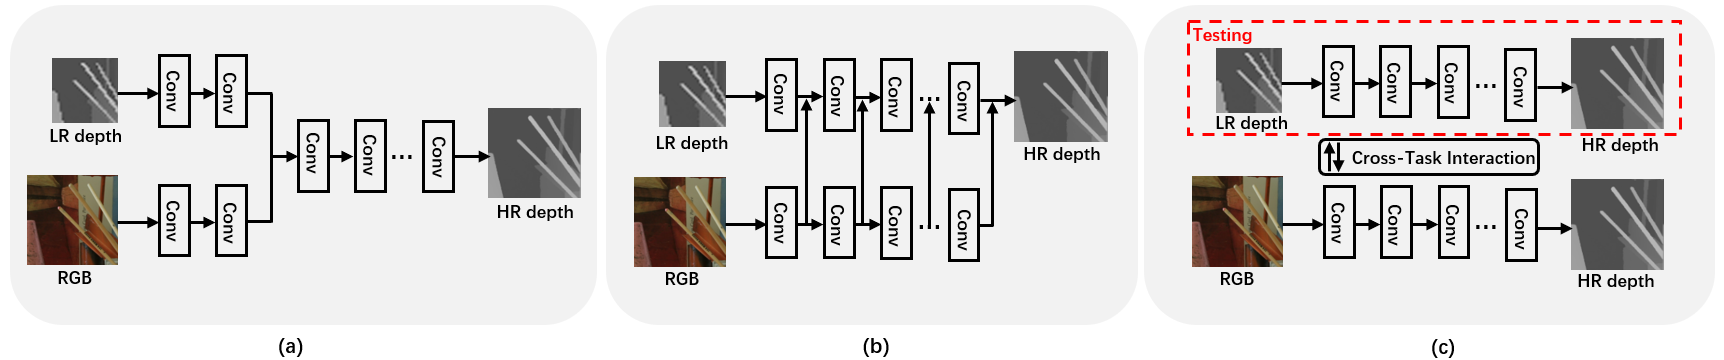 LR depth
Conv
Conv
Conv
Conv
...
Conv
HR depth
RGB
Conv
Conv
(a)
LR depth
Conv
Conv
Conv
...
Conv
HR depth
RGB
Conv
Conv
Conv
...
Conv
(b)
Testing
LR depth
Conv
Conv
Conv
...
Conv
HR depth
Cross-Task Interaction
RGB
Conv
Conv
Conv
...
Conv
HR depth
(c)